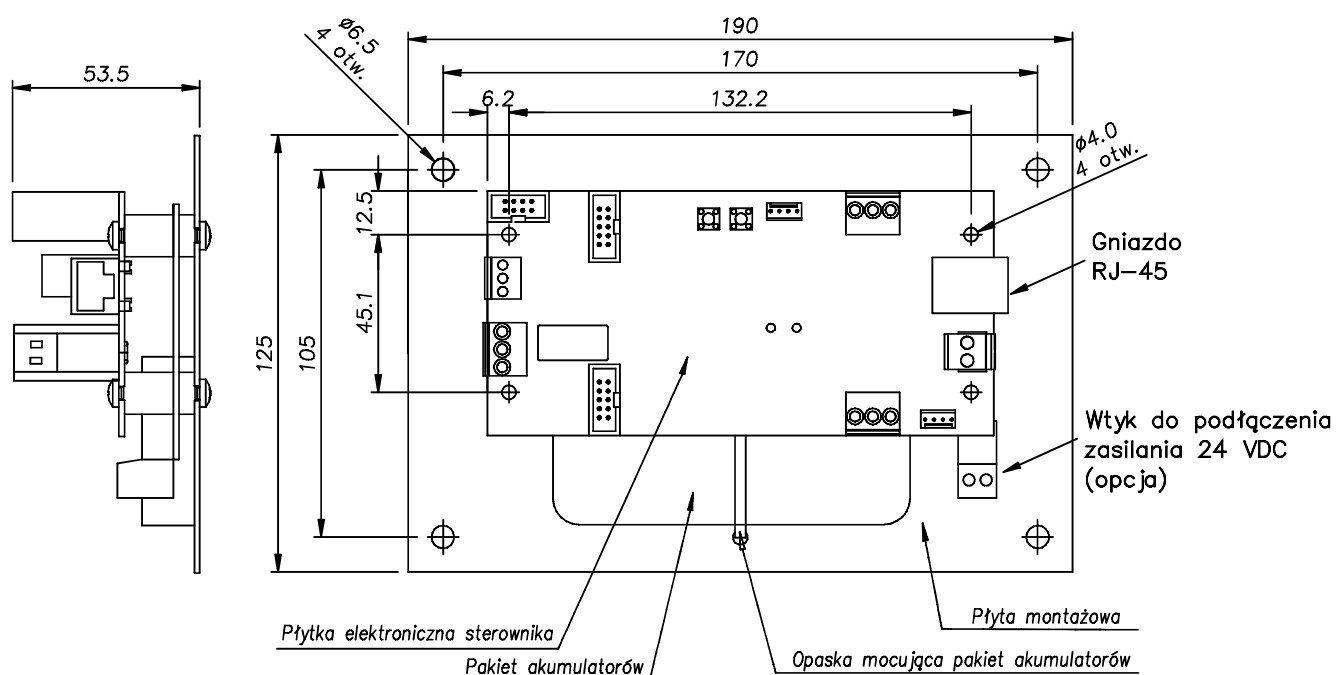 190
ø6.5
4 otw.
170
53.5
6.2
132.2
ø4.0
4 otw.
12.5
Gniazdo
RJ-45
45.1
125
105
Wtyk do podłączenia
zasilania 24 VDC
(opcja)
Płyta montażowa
Płytka elektroniczna sterownika
Pakiet akumulatorów
Opaska mocująca pakiet akumulatorów